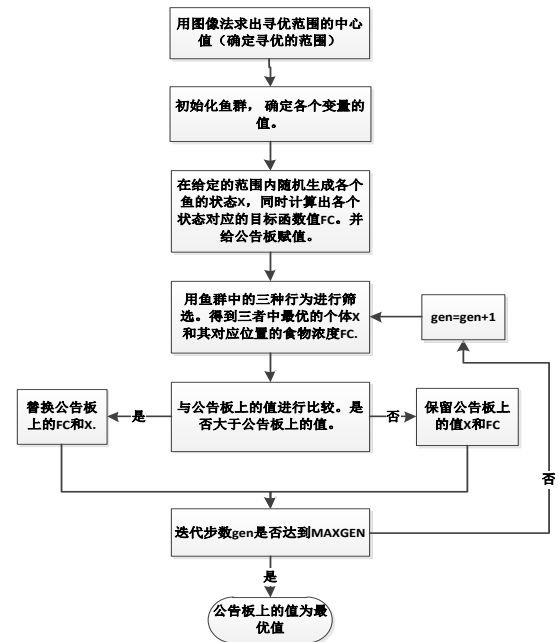 用图像法求出寻优范围的中心
值（确定寻优的范围）
初始化鱼群， 确定各个变量的
值。
在给定的范围内随机生成各个
鱼的状态X，同时计算出各个
状态对应的目标函数值FC。并
给公告板赋值。
用鱼群中的三种行为进行筛
选。得到三者中最优的个体X
和其对应位置的食物浓度FC.
gen=gen+1
替换公告板
上的FC和X.
是
与公告板上的值进行比较。是
否大于公告板上的值。
否
保留公告板上
的值X和FC
否
迭代步数gen是否达到MAXGEN
是
公告板上的值为最
优值